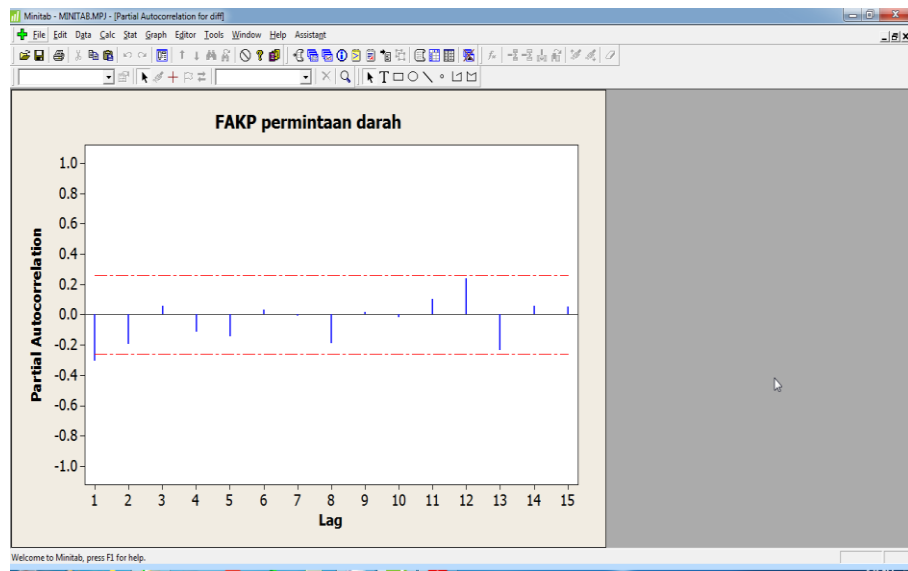 Minitab - MINITAB.MPJ - [Partial Autocorrelation for diff]
File Edit Data Calc Stat Graph Editor Tools Window Help Assistant
FAKP permintaan darah
1.0
0.8
0.6
0.4
0.2
0.0
-0.2
-0.4
-0.6
-0.8
-1.0
Partial Autocorrelation
1 2 3 4 5 6 7 8 9 10 11 12 13 14 15
Lag
Welcome to Minitab, press F1 for help.